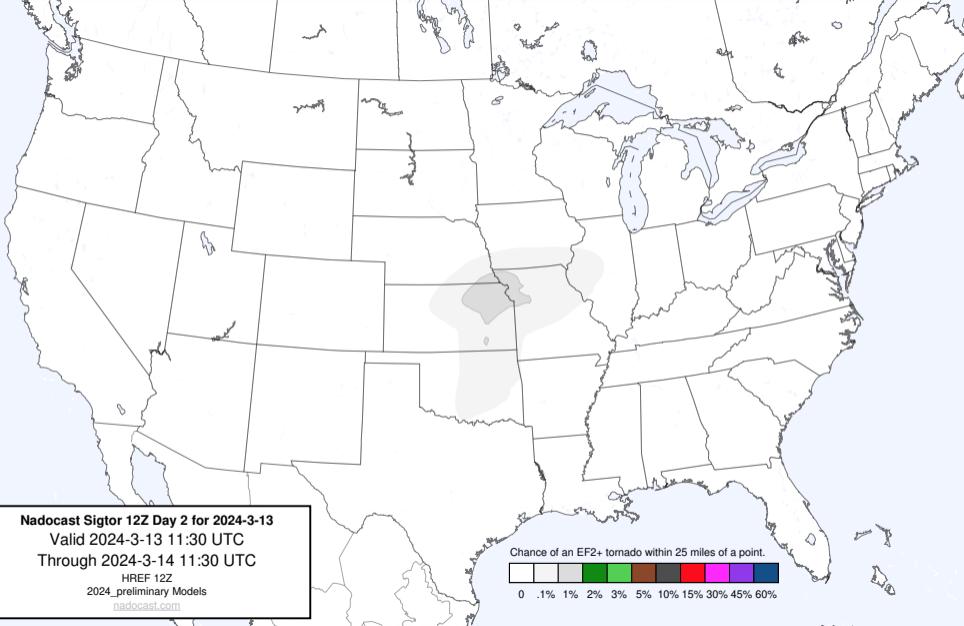 Nadocast Sigtor 12Z Day 2 for 2024-3-13
Valid 2024-3-13 11:30 UTC
Through 2024-3-14 11:30 UTC
HREF 12Z
2024_preliminary Models
nadocast.com
Chance of an EF2+ tornado within 25 miles of a point.
0 .1% 1% 2% 3% 5% 10% 15% 30% 45% 60%